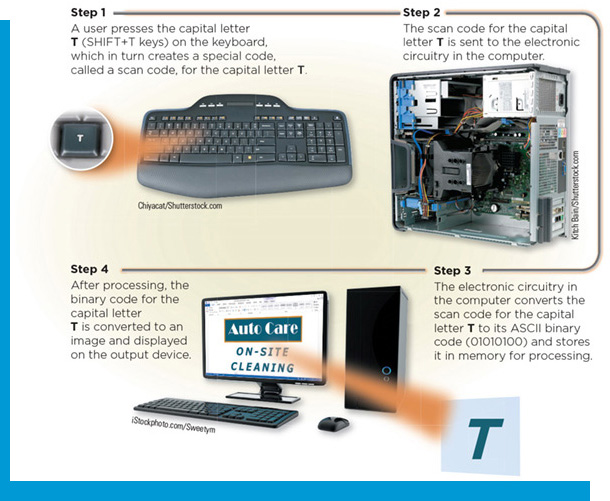 Step 1
A user presses the capital letter
T (SHIFT+T keys) on the keyboard,
which in turn creates a special code,
called a scan code, for the capital letter T.
T
Chiyacat/Shutterstock.com
Step 2
The scan code for the capital
letter T is sent to the electronic
circuitry in the computer.
Kitch Bain/Shutterstock.com
Step 3
The electronic circuitry in
the computer converts the
scan code for the capital
letter T to its ASCII binary
code (01010100) and stores
it in memory for processing.
Step 4
After processing, the
binary code for the
capital letter
T is converted to an
image and displayed
on the output device.
Auto Care
ON-SITE
CLEANING
iStockphoto.com/Sweetym
T